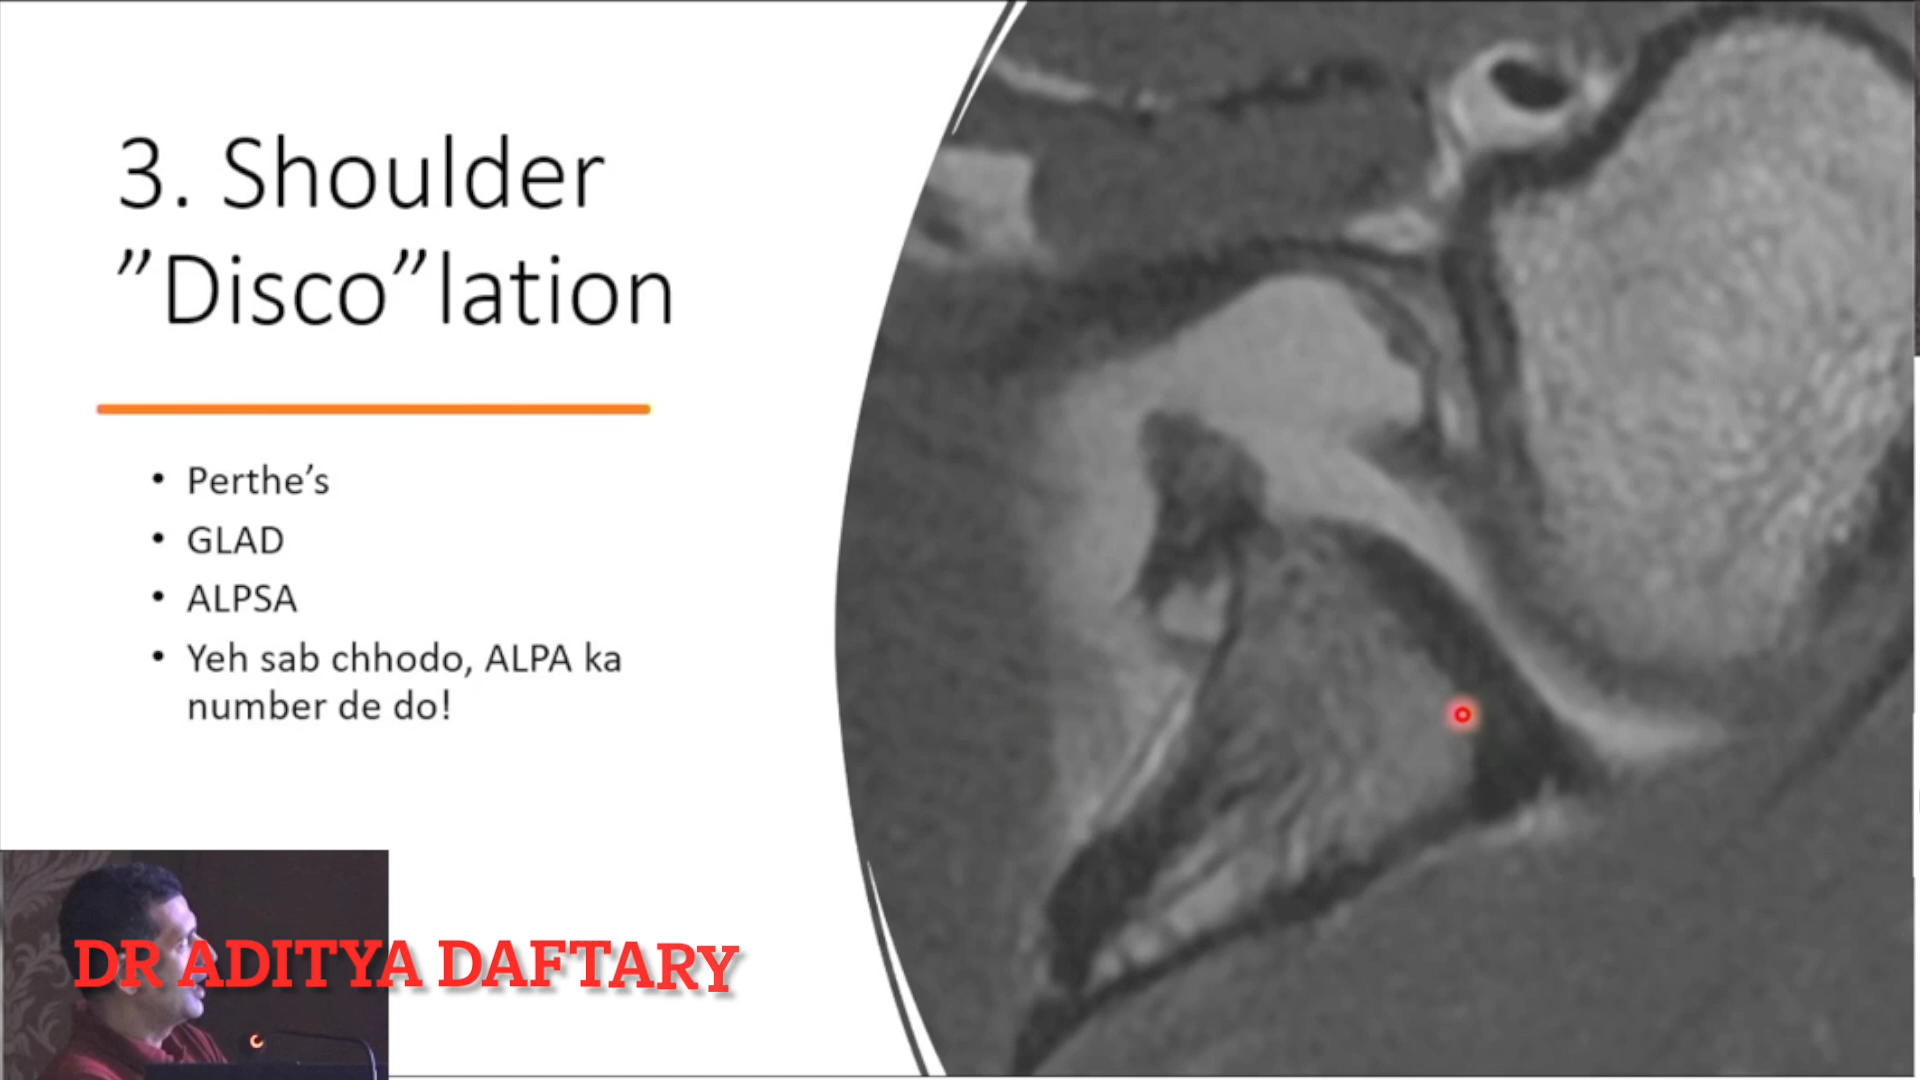 3. Shoulder
”Disco”lation
• Perthe’s
• GLAD
• ALPSA
• Yeh sab chhodo, ALPA ka
number de do!
DR ADITYA DAFTARY